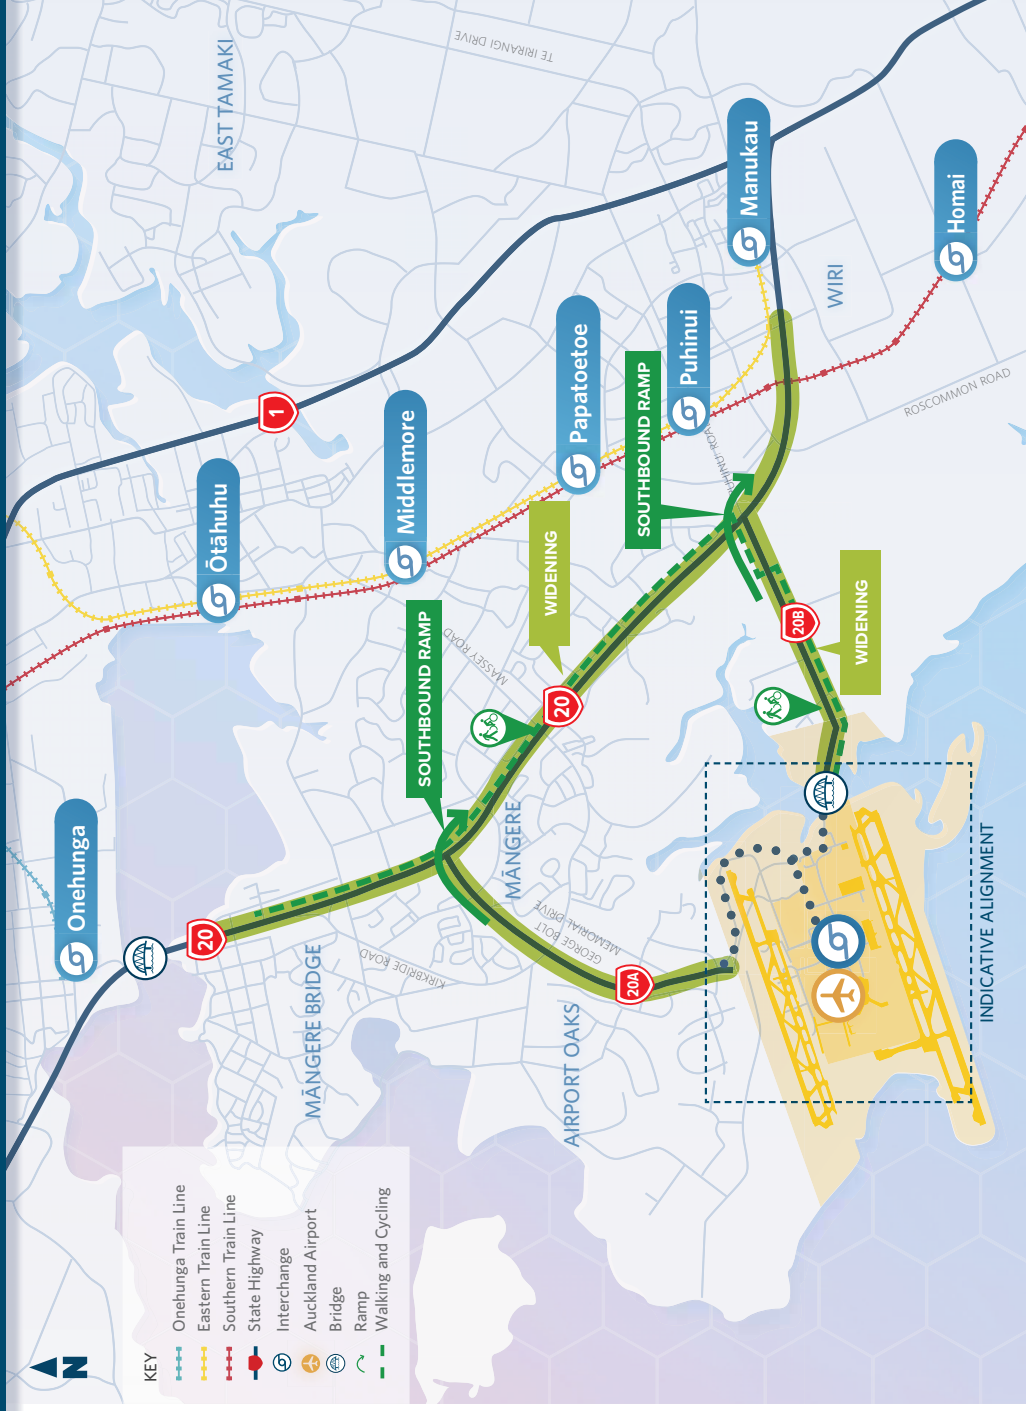 N
KEY
Onehunga Train Line
Eastern Train Line
Southern Train Line
State Highway
Interchange
Auckland Airport
Bridge
Ramp
Walking and Cycling
Onehunga
20
MĀNGERE BRIDGE
KIRKBRIDE ROAD
Ōtāhuhu
1
EAST TAMAKI
Middlemore
SOUTHBOUND RAMP
MASSEY ROAD
TE IRIRANGI DRIVE
MĀNGERE
AIRPORT OAKS
GEORGE BOLT
MEMORIAL DRIVE
20A
WIDENING
20
Papatoetoe
SOUTHBOUND RAMP
Puhinui
PUHINUI ROAD
Manukau
20B
WIDENING
WIRI
Homai
ROSCOMMON ROAD
INDICATIVE ALIGNMENT